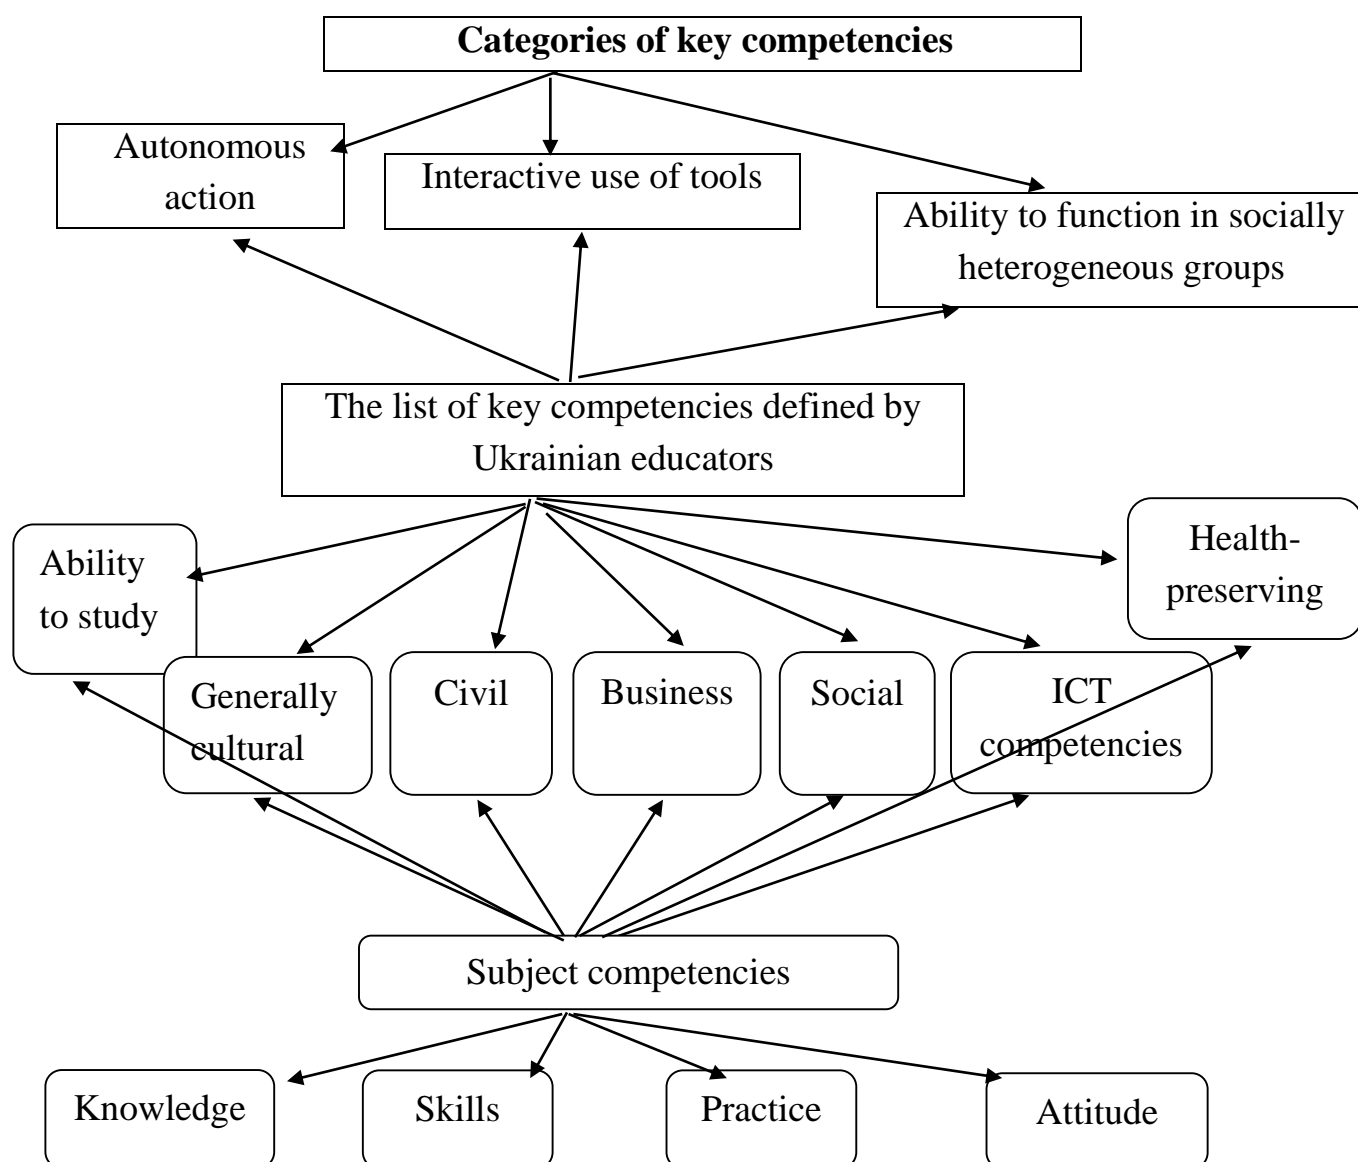 Categories of key competencies
Autonomous
action
Interactive use of tools
Ability to function in socially
heterogeneous groups
The list of key competencies defined by
Ukrainian educators
Ability
to study
Health-
preserving
Generally
cultural
Civil
Business
Social
ICT
competencies
Subject competencies
Knowledge
Skills
Practice
Attitude